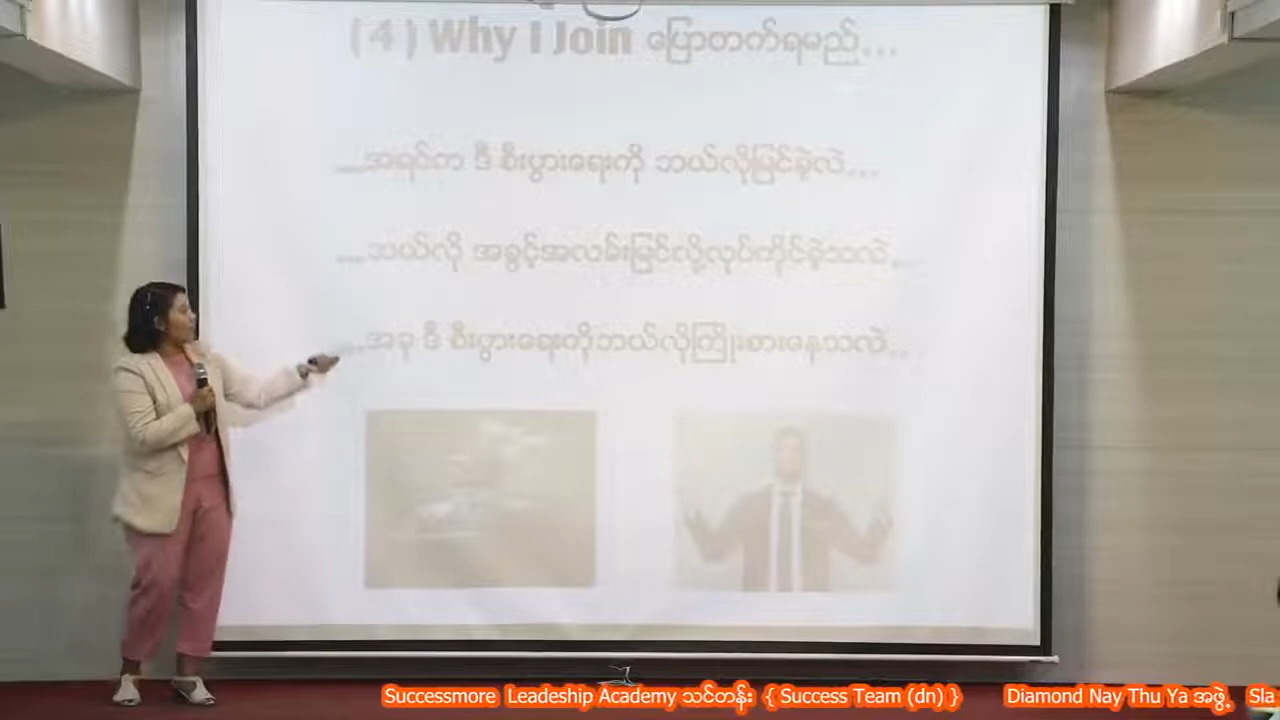 (4) Why I Join ပြောတက်ရမည်...
...အရင်က ဒီ စီးပွားရေးကို ဘယ်လိုမြင်ခဲ့လဲ...
...ဘယ်လို အခွင့်အလမ်းမြင်လို့လုပ်ကိုင်ခဲ့သလဲ...
...အခု ဒီ စီးပွားရေးကိုဘယ်လိုကြိုးစားနေသလဲ...
Successmore Leadeship Academy သင်တန်း { Success Team (dn) } Diamond Nay Thu Ya အဖွဲ့ Sla